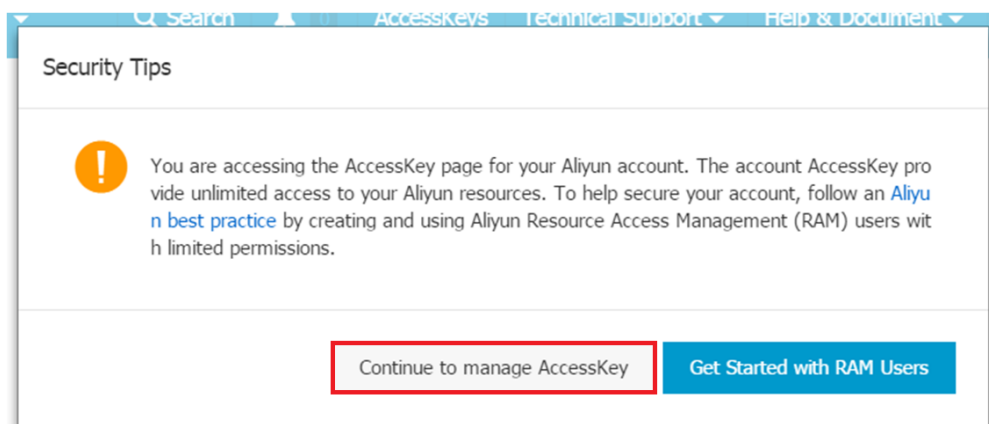 Search 0 AccessKeys Technical Support Help & Document
Security Tips
You are accessing the AccessKey page for your Aliyun account. The account AccessKey pro
vide unlimited access to your Aliyun resources. To help secure your account, follow an Aliyu
n best practice by creating and using Aliyun Resource Access Management (RAM) users wit
h limited permissions.
Continue to manage AccessKey Get Started with RAM Users